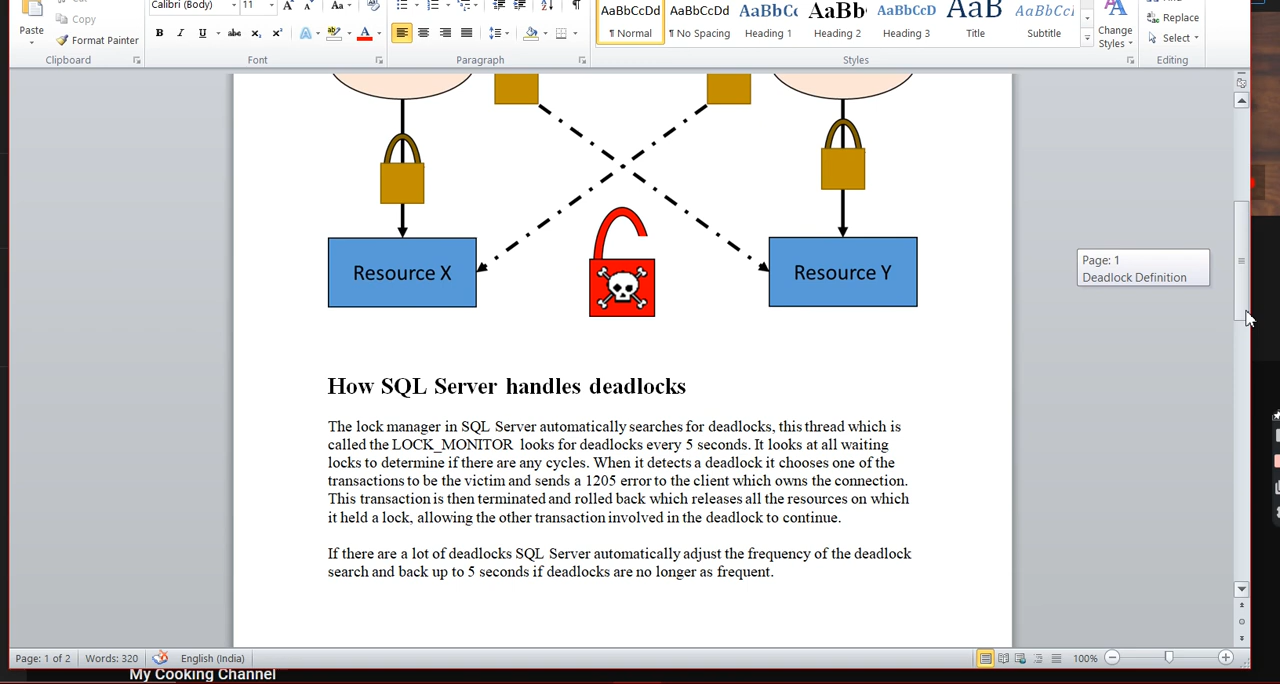 Calibri (Body) 11 Aa
AaBbCcDd AaBbCcDd AaBbCc AaBb AaBbCcD AaB AaBbCcl
Paste Copy Replace
Format Painter B I U abc x₂ x² A A ¶ Normal ¶ No Spacing Heading 1 Heading 2 Heading 3 Title Subtitle Change Styles Select
Clipboard Font Paragraph Styles Editing
Resource X
Resource Y
Page: 1
Deadlock Definition
How SQL Server handles deadlocks
The lock manager in SQL Server automatically searches for deadlocks, this thread which is
called the LOCK_MONITOR looks for deadlocks every 5 seconds. It looks at all waiting
locks to determine if there are any cycles. When it detects a deadlock it chooses one of the
transactions to be the victim and sends a 1205 error to the client which owns the connection.
This transaction is then terminated and rolled back which releases all the resources on which
it held a lock, allowing the other transaction involved in the deadlock to continue.
If there are a lot of deadlocks SQL Server automatically adjust the frequency of the deadlock
search and back up to 5 seconds if deadlocks are no longer as frequent.
Page: 1 of 2 Words: 320 English (India) 100%
My Cooking Channel